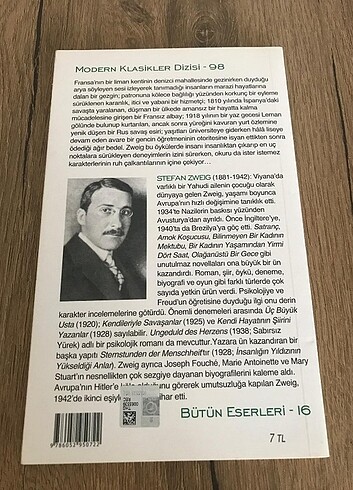 MODERN KLASİKLER DİZİSİ - 98
Fransa'nın bir liman kentinin denizci mahallesinde gezinirken duyduğu
arya söyleyen sesi izleyerek tanımadığı insanların marazi hayatlarına
dalan bir gezgin; patronuna kölece bağlılığı yüzünden korkunç bir eyleme
sürüklenen karanlık, itici ve yabani bir hizmetçi; 1810 yılında İspanya'daki
savaşta yaralanan, düşman bir ülkede amansız bir hayatta kalma
mücadelesine girişen bir Fransız albay; 1918 yılının bir yaz gecesi Leman
gölünde bulunup kurtarılan, ancak sonra yüreğini kavuran yurt özlemine
yenik düşen bir Rus savaş esiri; yaşıtları üniversiteye giderken hâlâ liseye
devam eden avare bir gencin öğretmeninin otoritesine isyan ettikten sonra
ödediği ağır bedel. Zweig bu öykülerde insanı insanlıktan çıkarıp en uç
noktalara sürükleyen deneyimlerin izini sürerken, okuru da ister istemez
karakterlerinin ruh çalkantılarının içine çekiyor...
STEFAN ZWEIG (1881-1942): Viyana'da
varlıklı bir Yahudi ailenin çocuğu olarak
dünyaya gelen Zweig, yaşamı boyunca
Avrupa'nın hızlı değişimine tanıklık etti.
1934'te Nazilerin baskısı yüzünden
Avusturya'dan ayrıldı. Önce İngiltere'ye,
1940'ta da Brezilya'ya göç etti. Satranç,
Amok Koşucusu, Bilinmeyen Bir Kadının
Mektubu, Bir Kadının Yaşamından Yirmi
Dört Saat, Olağanüstü Bir Gece gibi
unutulmaz novellaları ona büyük bir ün
kazandırdı. Roman, şiir, öykü, deneme,
biyografi ve oyun gibi farklı türlerde çok
sayıda yetkin ürün verdi. Psikolojiye ve
Freud'un öğretisine duyduğu ilgi onu derin
karakter incelemelerine götürdü. Önemli denemeleri arasında Üç Büyük
Usta (1920); Kendileriyle Savaşanlar (1925) ve Kendi Hayatının Şiirini
Yazanlar (1928) sayılabilir. Ungeduld des Herzens (1938; Sabırsız
Yürek) adlı bir psikolojik romanı da mevcuttur. Yazara ün kazandıran bir
başka yapıtı Sternstunden der Menschheit'tır (1928; İnsanlığın Yıldızının
Yükseldiği Anlar). Zweig ayrıca Joseph Fouché, Marie Antoinette ve Mary
Stuart'ın nesnellikten çok sezgiye dayanan biyografilerini kaleme aldı.
Avrupa'nın Hitler'e olduğunu görerek umutsuzluğa kapılan Zweig,
1942'de ikinci eşiyle etti.
BÜTÜN ESERLERİ - 16
9 786052 950722
7 TL